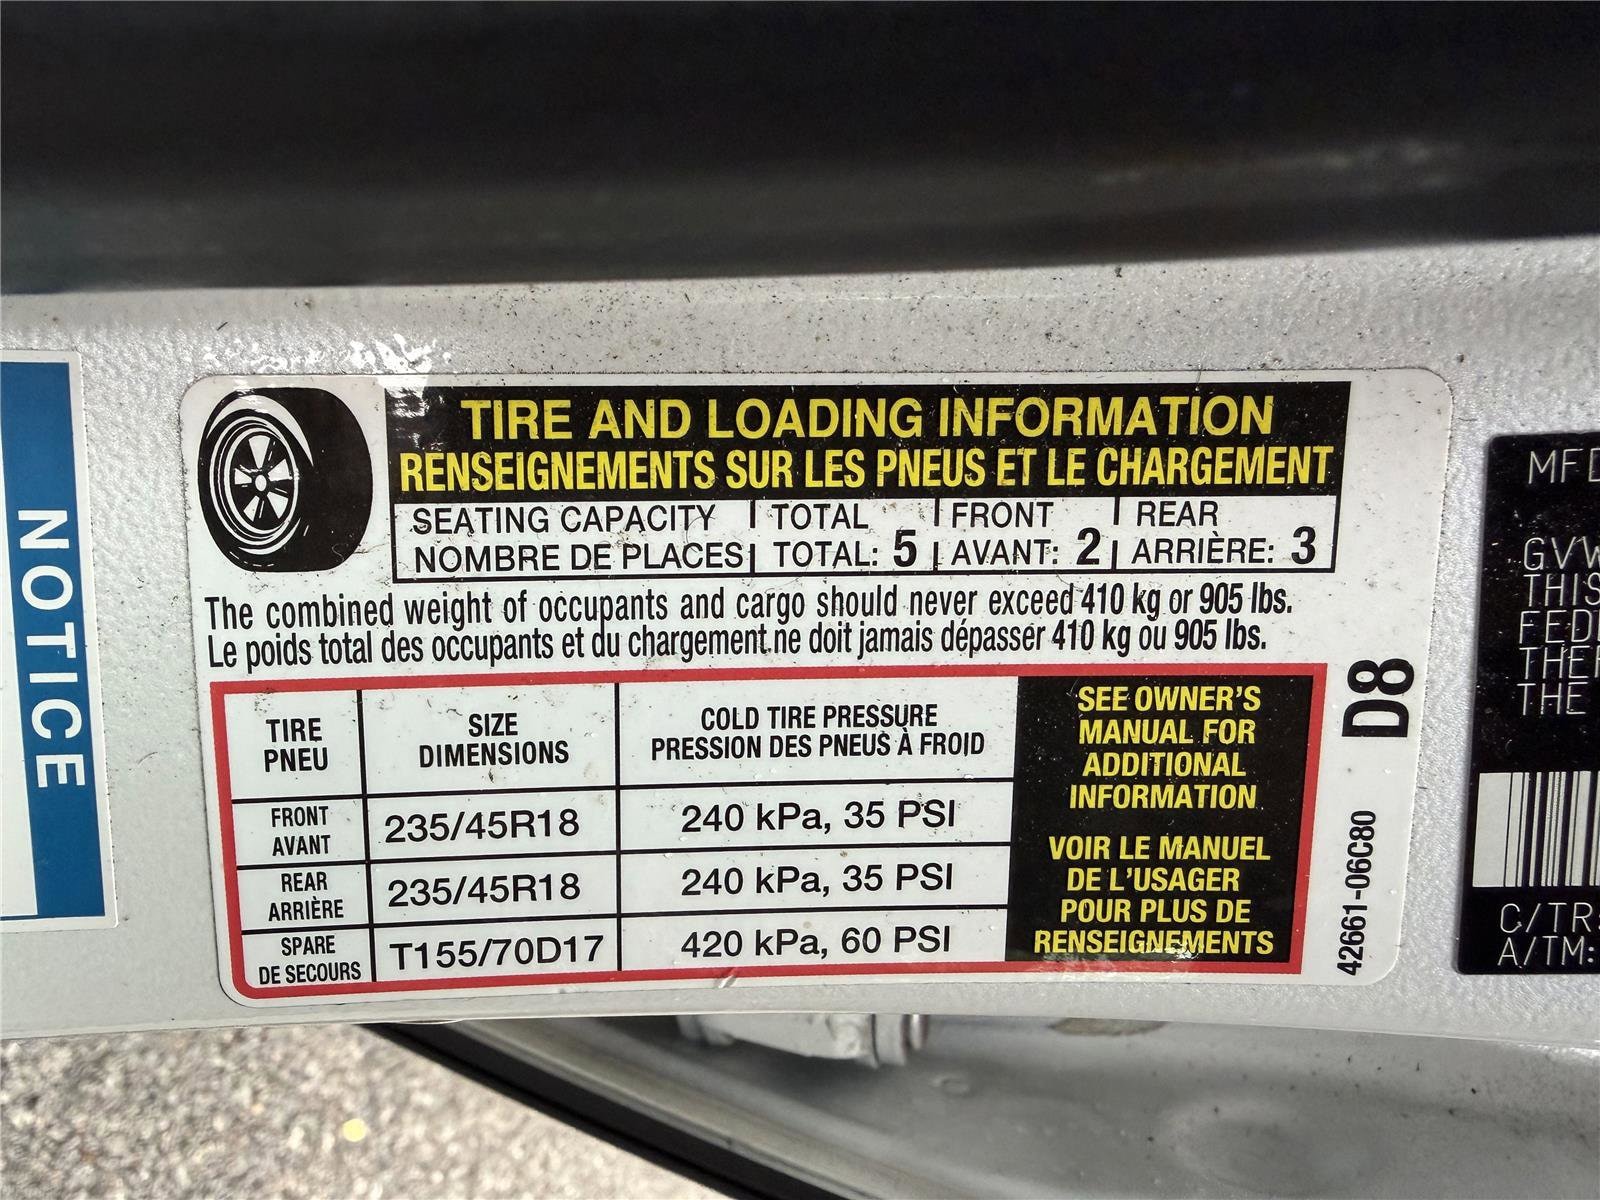 NOTICE
TIRE AND LOADING INFORMATION
RENSEIGNEMENTS SUR LES PNEUS ET LE CHARGEMENT
SEATING CAPACITY | TOTAL | FRONT | REAR
NOMBRE DE PLACES | TOTAL: 5 | AVANT: 2 | ARRIÈRE: 3
The combined weight of occupants and cargo should never exceed 410 kg or 905 lbs.
Le poids total des occupants et du chargement ne doit jamais dépasser 410 kg ou 905 lbs.
TIRE SIZE COLD TIRE PRESSURE
PNEU DIMENSIONS PRESSION DES PNEUS À FROID
FRONT
AVANT
235/45R18 240 kPa, 35 PSI
REAR
ARRIÈRE
235/45R18 240 kPa, 35 PSI
SPARE
DE SECOURS
T155/70D17 420 kPa, 60 PSI
SEE OWNER'S
MANUAL FOR
ADDITIONAL
INFORMATION
VOIR LE MANUEL
DE L'USAGER
POUR PLUS DE
RENSEIGNEMENTS
42661-06C80 D8
MFD
GVW
THIS
FED
THE
THE
C/TR:
A/TM: